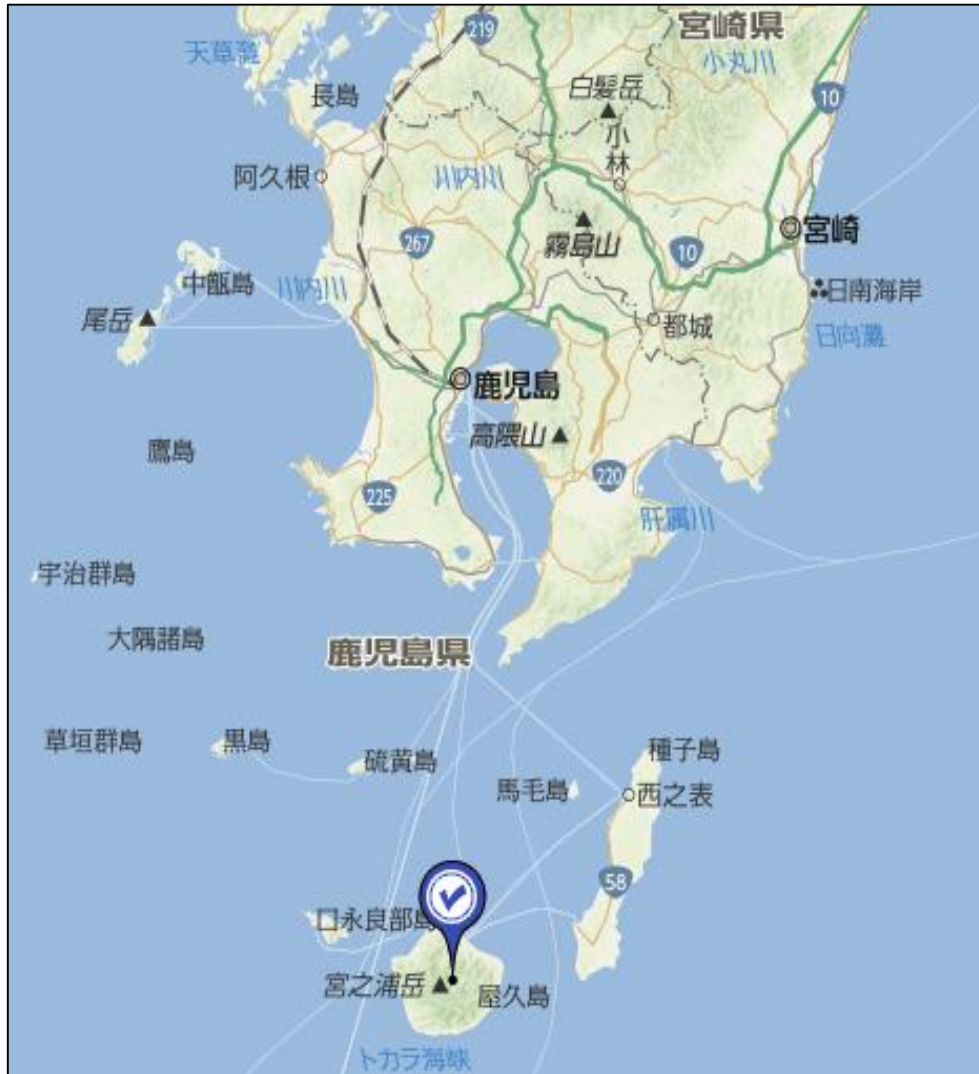 219
宮崎県
天草灘
小丸川
白髪岳
長島
10
小林
阿久根
川内川
267
霧島山
10
宮崎
中甑島
川内川
日南海岸
尾岳
都城
日向灘
鹿児島
高隈山
鷹島
225
220
肝属川
宇治群島
大隅諸島
鹿児島県
草垣群島
黒島
硫黄島
種子島
馬毛島
西之表
58
口永良部島
宮之浦岳
屋久島
トカラ海峡